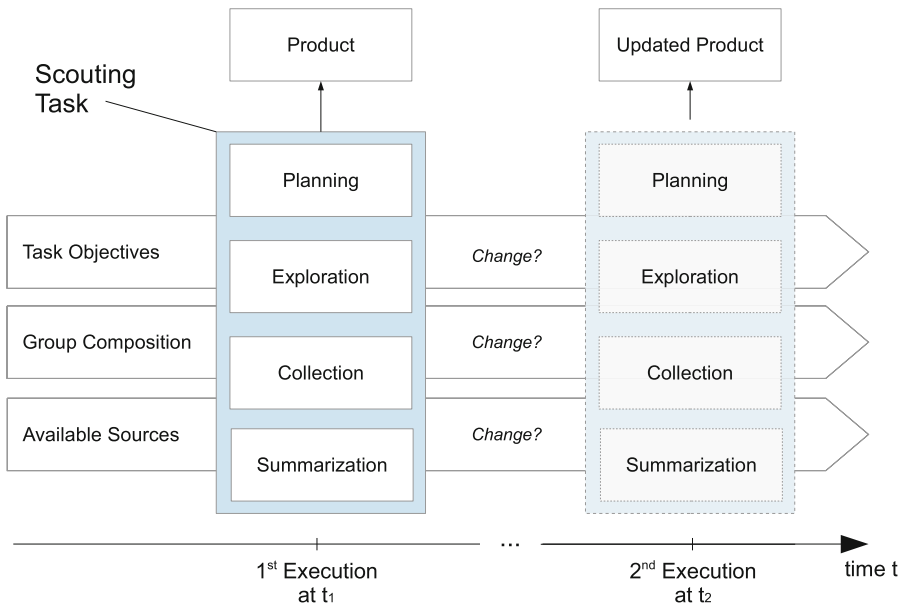 Product
Updated Product
Scouting
Task
Planning
Planning
Task Objectives
Change?
Exploration
Exploration
Group Composition
Change?
Collection
Collection
Available Sources
Change?
Summarization
Summarization
...
1st Execution
at t1
2nd Execution
at t2
time t